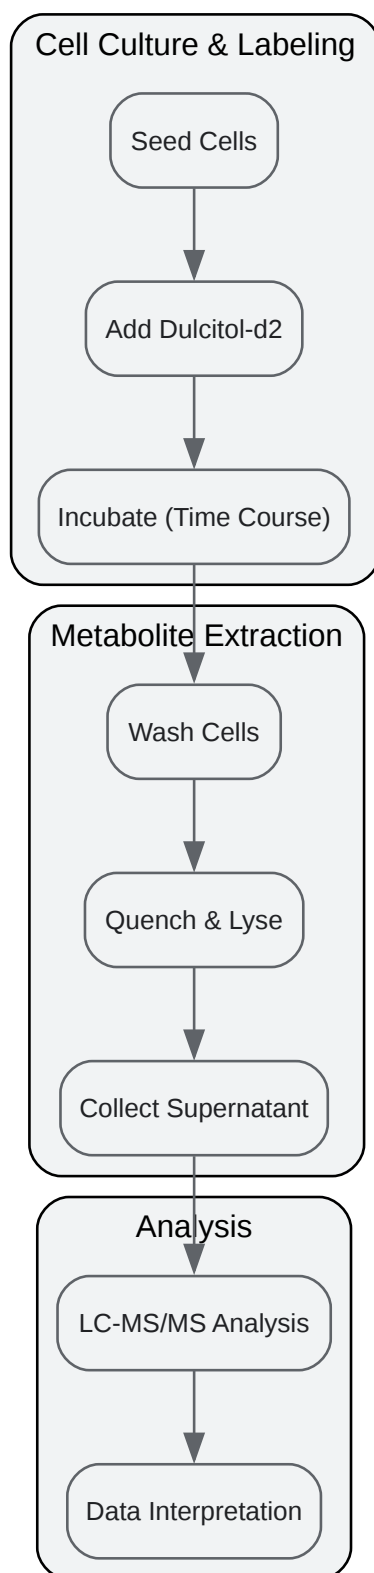 Cell Culture & Labeling
Seed Cells
Add Dulcitol-d2
Incubate (Time Course)
Metabolite Extraction
Wash Cells
Quench & Lyse
Collect Supernatant
Analysis
LC-MS/MS Analysis
Data Interpretation